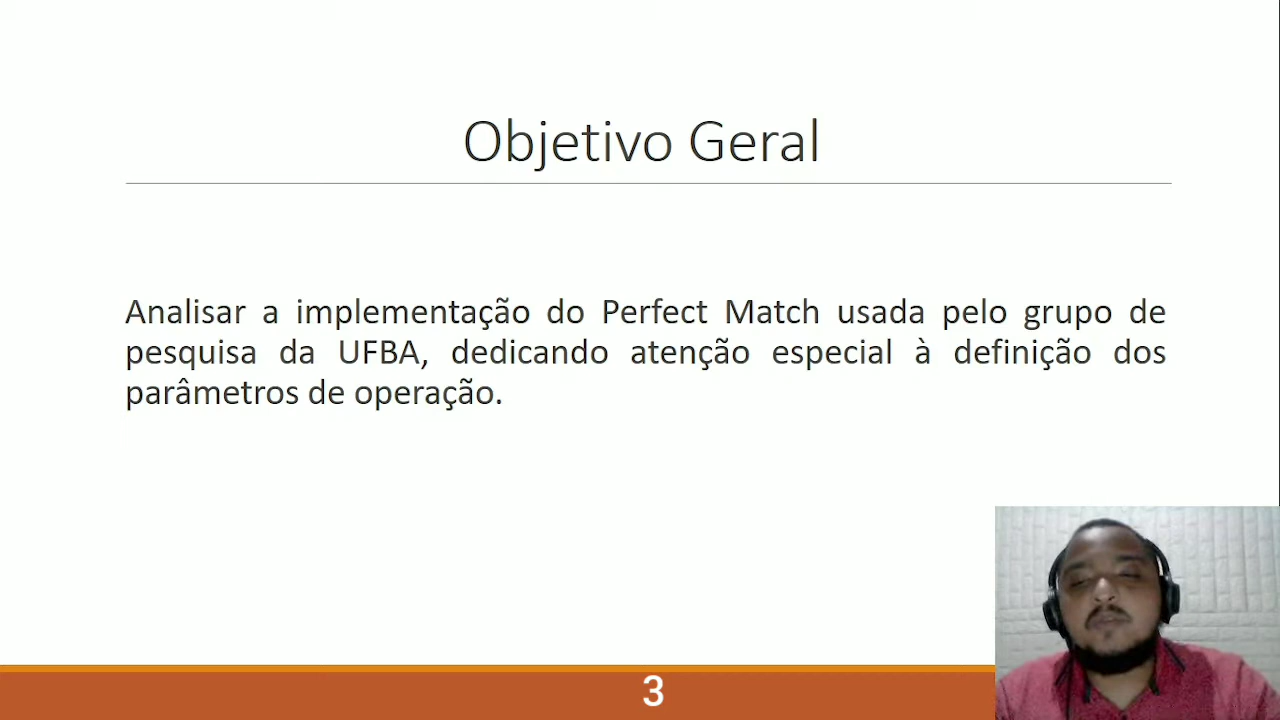 Objetivo Geral
Analisar a implementação do Perfect Match usada pelo grupo de
pesquisa da UFBA, dedicando atenção especial à definição dos
parâmetros de operação.
3